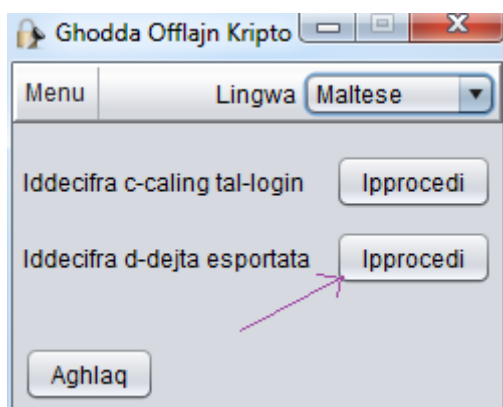 Ghodda Offlajn Kripto
Menu Lingwa Maltese
Iddecifra c-caling tal-login Ipprocedi
Iddecifra d-dejta esportata Ipprocedi
Aghlaq